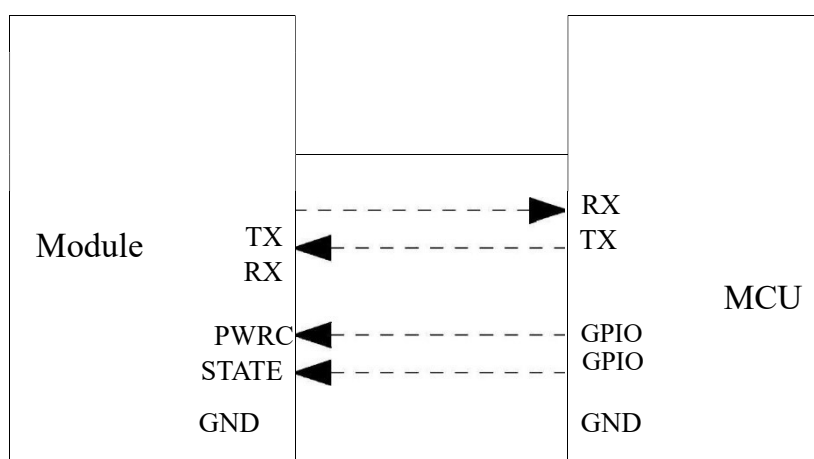 Module
TX
RX
PWRC
STATE
GND
RX
TX
GPIO
GPIO
GND
MCU